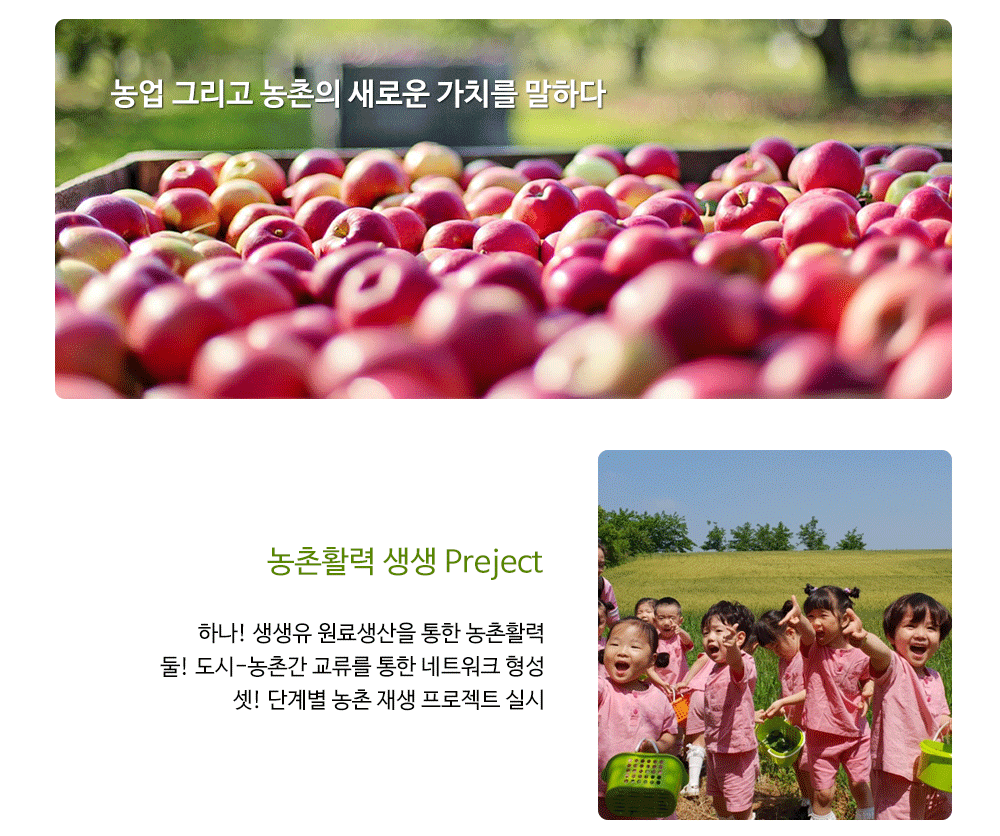 농업 그리고 농촌의 새로운 가치를 말하다
농촌활력 생생 Preject
하나! 생생유 원료생산을 통한 농촌활력
둘! 도시-농촌간 교류를 통한 네트워크 형성
셋! 단계별 농촌 재생 프로젝트 실시